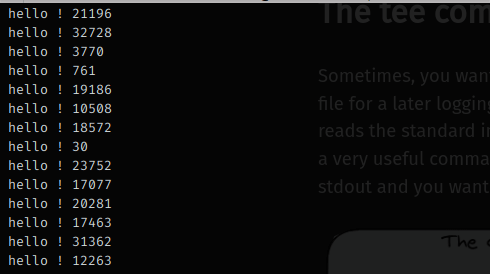 hello ! 21196
hello ! 32728
hello ! 3770
hello ! 761
hello ! 19186
hello ! 10508
hello ! 18572
hello ! 30
hello ! 23752
hello ! 17077
hello ! 20281
hello ! 17463
hello ! 31362
hello ! 12263
The tee com
Sometimes, you wan
file for a later logging
reads the standard in
a very useful comma
stdout and you want
The